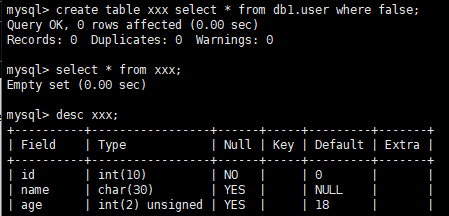 mysql> create table xxx select * from db1.user where false;
Query OK, 0 rows affected (0.00 sec)
Records: 0  Duplicates: 0  Warnings: 0
mysql> select * from xxx;
Empty set (0.00 sec)
mysql> desc xxx;
+-------+-----------------+------+-----+---------+-------+
| Field | Type            | Null | Key | Default | Extra |
+-------+-----------------+------+-----+---------+-------+
| id    | int(10)         | NO   |     | 0       |       |
| name  | char(30)        | YES  |     | NULL    |       |
| age   | int(2) unsigned | YES  |     | 18      |       |